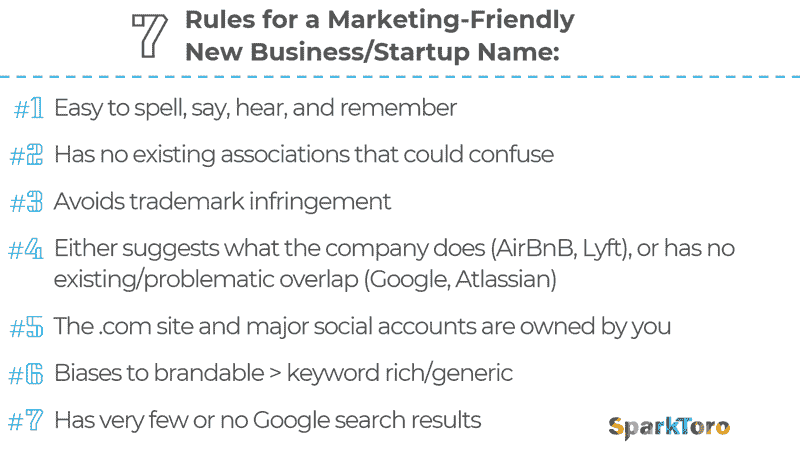 7 Rules for a Marketing-Friendly
New Business/Startup Name:
#1 Easy to spell, say, hear, and remember
#2 Has no existing associations that could confuse
#3 Avoids trademark infringement
#4 Either suggests what the company does (AirBnB, Lyft), or has no
existing/problematic overlap (Google, Atlassian)
#5 The .com site and major social accounts are owned by you
#6 Biases to brandable > keyword rich/generic
#7 Has very few or no Google search results
SparkToro